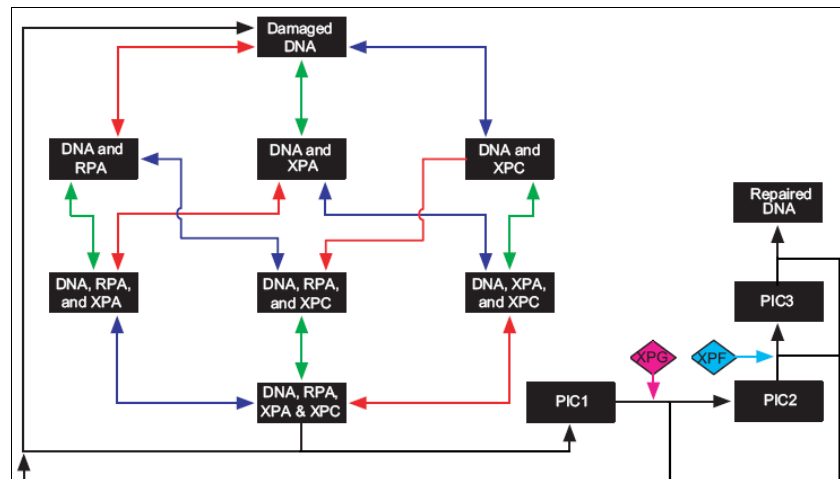 Damaged
DNA
DNA and
RPA
DNA and
XPA
DNA and
XPC
Repaired
DNA
DNA, RPA,
and XPA
DNA, RPA,
and XPC
DNA, XPA,
and XPC
PIC3
XPG
XPF
DNA, RPA,
XPA & XPC
PIC1
PIC2